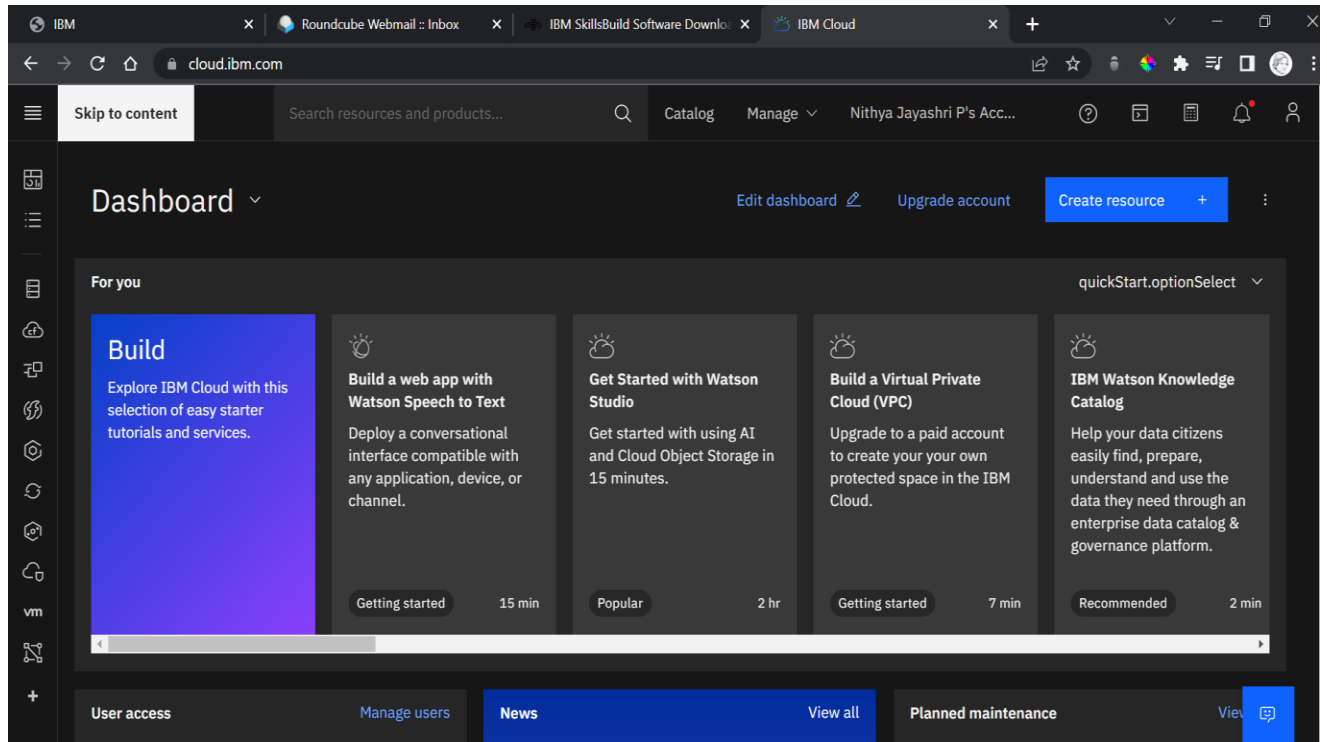 IBM
Roundcube Webmail :: Inbox
IBM SkillsBuild Software Downloa
IBM Cloud
cloud.ibm.com
Skip to content
Search resources and products...
Catalog
Manage
Nithya Jayashri P's Acc...
Dashboard
Edit dashboard
Upgrade account
Create resource +
For you
quickStart.optionSelect
Build
Explore IBM Cloud with this
selection of easy starter
tutorials and services.
Build a web app with
Watson Speech to Text
Deploy a conversational
interface compatible with
any application, device, or
channel.
Getting started
15 min
Get Started with Watson
Studio
Get started with using AI
and Cloud Object Storage in
15 minutes.
Popular
2 hr
Build a Virtual Private
Cloud (VPC)
Upgrade to a paid account
to create your your own
protected space in the IBM
Cloud.
Getting started
7 min
IBM Watson Knowledge
Catalog
Help your data citizens
easily find, prepare,
understand and use the
data they need through an
enterprise data catalog &
governance platform.
Recommended
2 min
cf
vm
User access
Manage users
News
View all
Planned maintenance
View